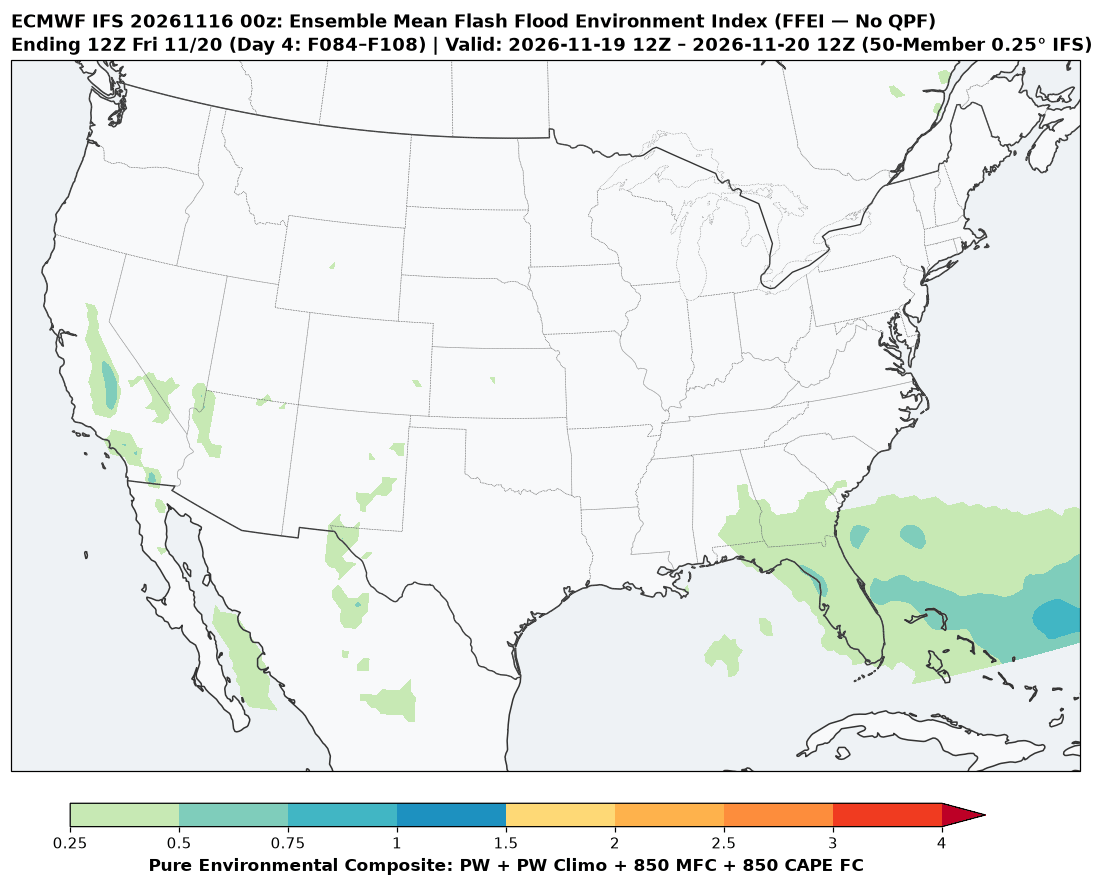 ECMWF IFS 20261116 00z: Ensemble Mean Flash Flood Environment Index (FFEI — No QPF)
Ending 12Z Fri 11/20 (Day 4: F084–F108) | Valid: 2026-11-19 12Z – 2026-11-20 12Z (50-Member 0.25° IFS)
0.25 0.5 0.75 1 1.5 2 2.5 3 4
Pure Environmental Composite: PW + PW Climo + 850 MFC + 850 CAPE FC